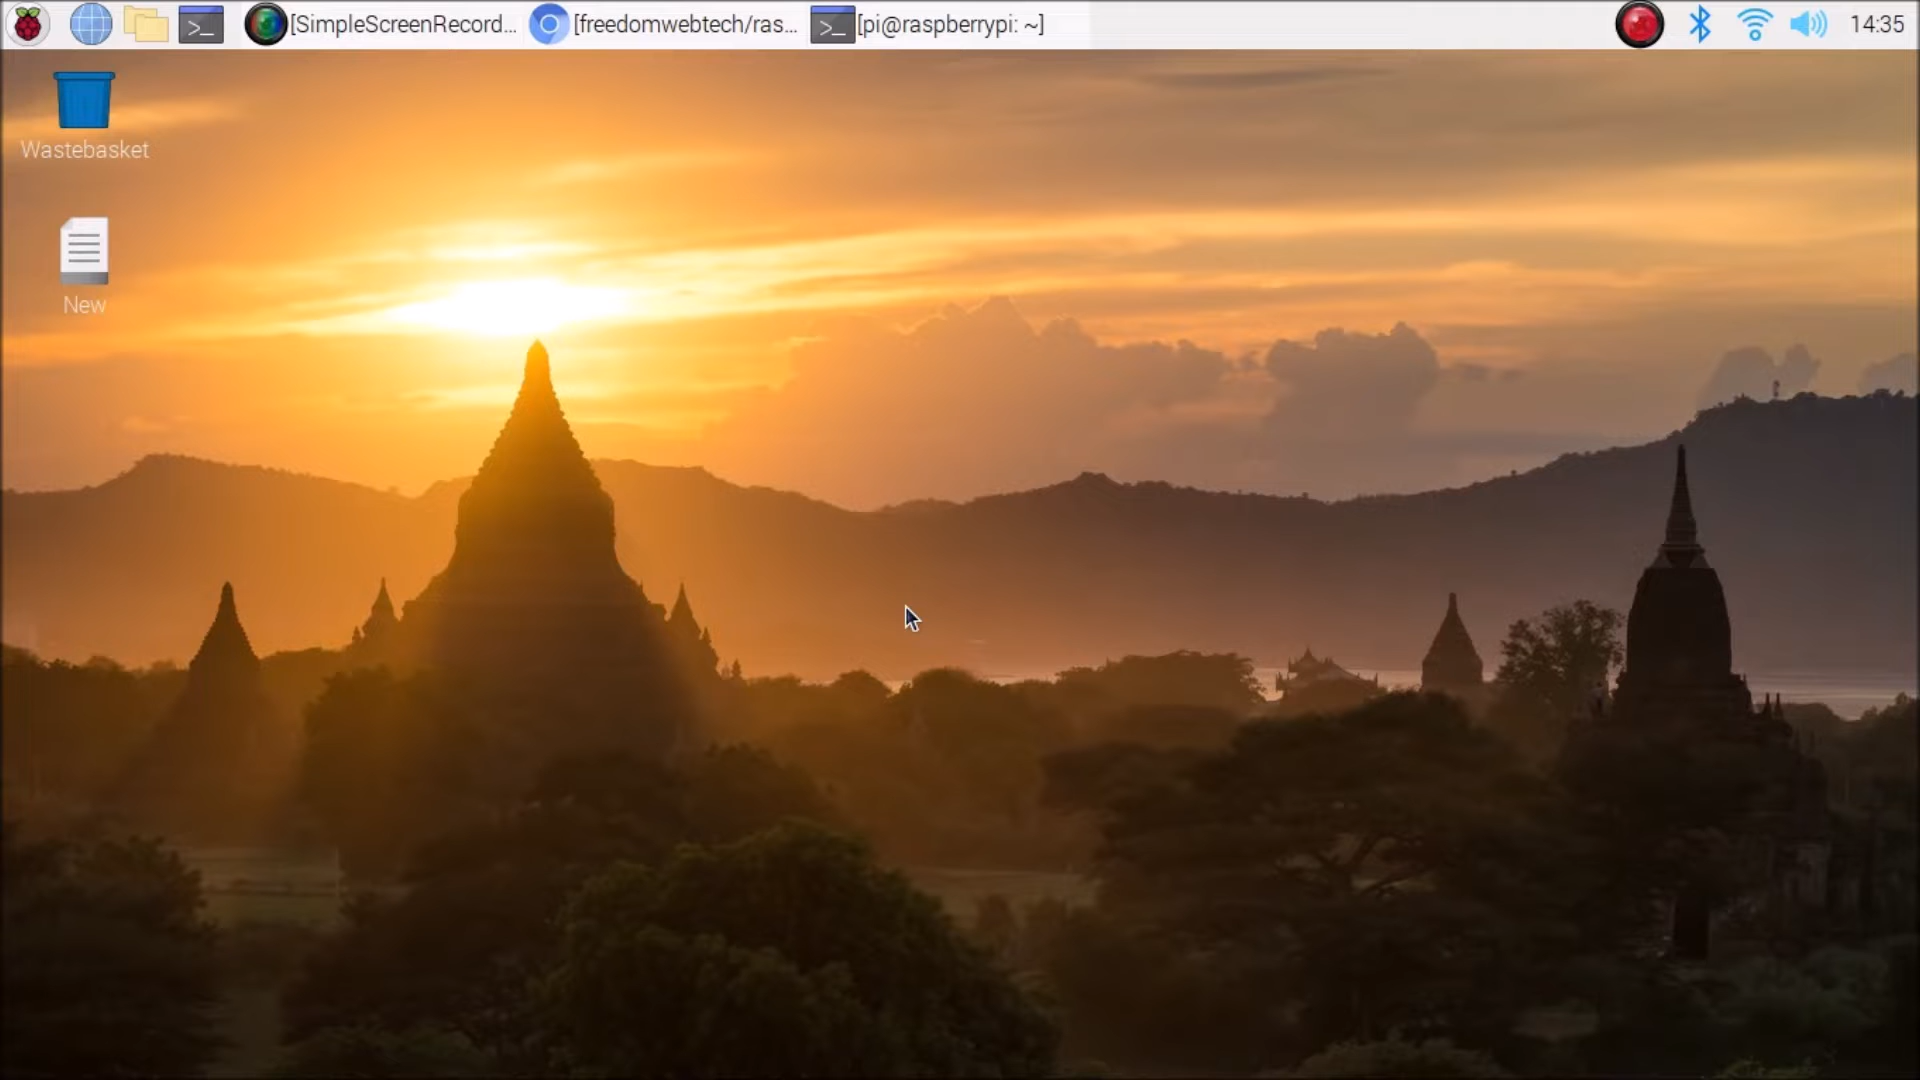 [SimpleScreenRecord... [freedomwebtech/ras... [pi@raspberrypi: ~] 14:35
Wastebasket
New